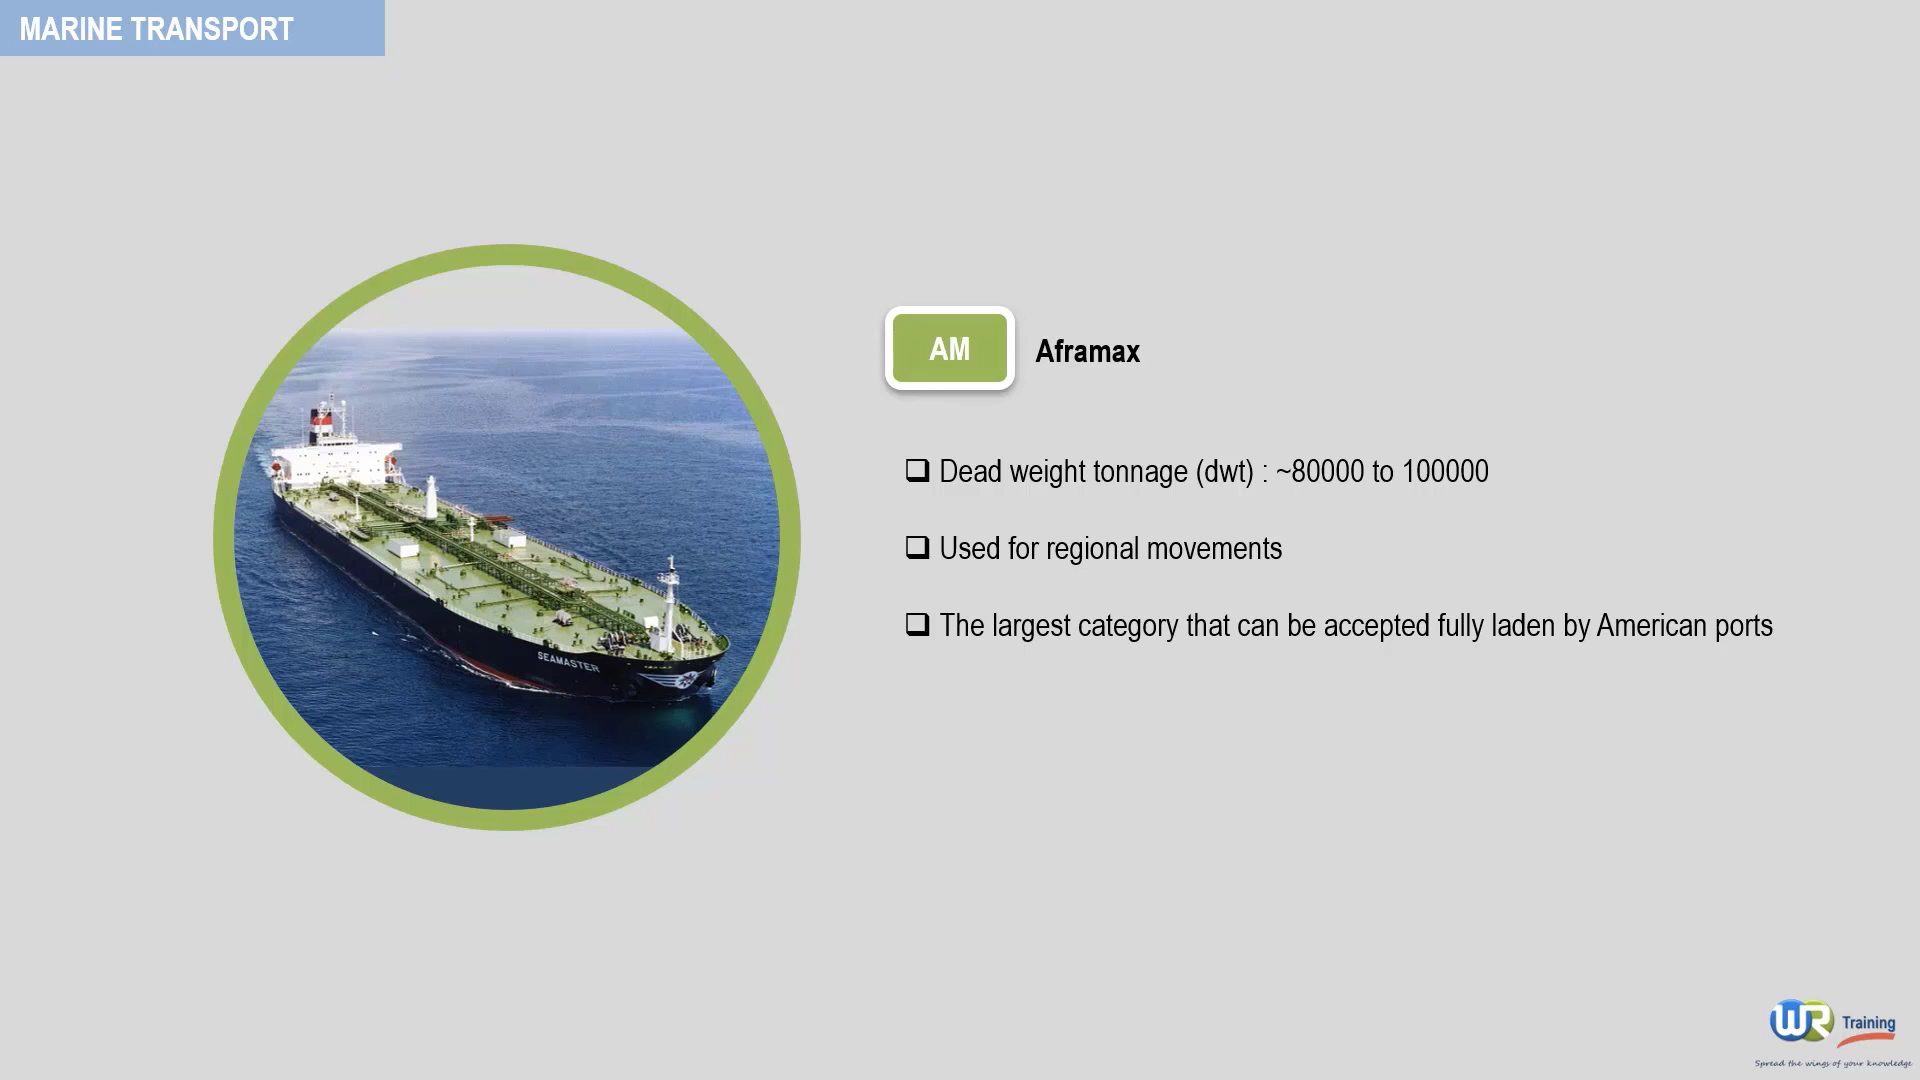 MARINE TRANSPORT
AM
Aframax
Dead weight tonnage (dwt) : ~80000 to 100000
Used for regional movements
The largest category that can be accepted fully laden by American ports
SEAMASTER
WR Training
Spread the wings of your knowledge